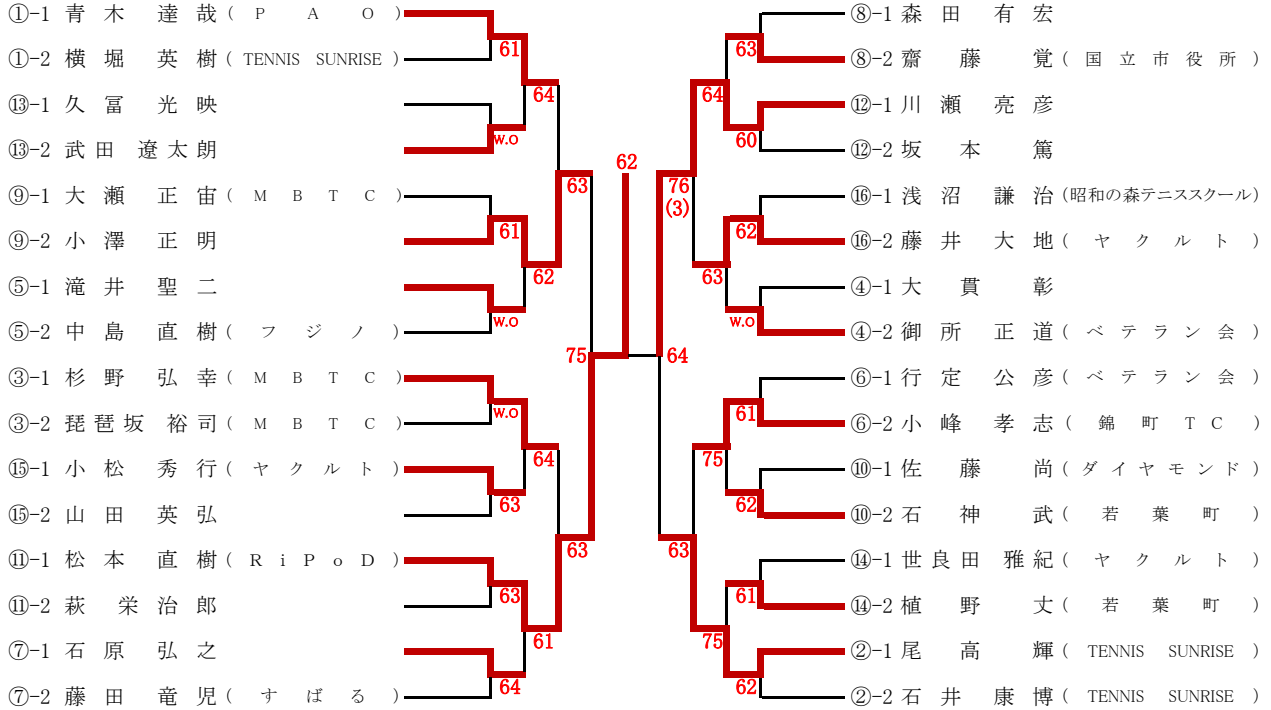 ①-1 青木 達哉 (PAO)
①-2 横堀 英樹 (TENNIS SUNRISE)
⑬-1 久冨 光映
⑬-2 武田 遼太朗
⑨-1 大瀬 正宙 (MBTC)
⑨-2 小澤 正明
⑤-1 滝井 聖二
⑤-2 中島 直樹 (フジノ)
③-1 杉野 弘幸 (MBTC)
③-2 琵琶坂 裕司 (MBTC)
⑮-1 小松 秀行 (ヤクルト)
⑮-2 山田 英弘
⑪-1 松本 直樹 (RiPoD)
⑪-2 萩 栄治郎
⑦-1 石原 弘之
⑦-2 藤田 竜児 (すばる)
61
w.o
61
w.o
w.o
63
63
64
64
62
64
61
63
63
75
62
64
76
(3)
63
64
63
75
75
63
60
62
w.o
61
62
61
62
⑧-1 森田 有宏
⑧-2 齋藤 覚 (国立市役所)
⑫-1 川瀬 亮彦
⑫-2 坂本 篤
⑯-1 浅沼 謙治 (昭和の森テニススクール)
⑯-2 藤井 大地 (ヤクルト)
④-1 大貫 彰
④-2 御所 正道 (ベテラン会)
⑥-1 行定 公彦 (ベテラン会)
⑥-2 小峰 孝志 (錦町TC)
⑩-1 佐藤 尚 (ダイヤモンド)
⑩-2 石神 武 (若葉町)
⑭-1 世良田 雅紀 (ヤクルト)
⑭-2 植野 丈 (若葉町)
②-1 尾高 輝 (TENNIS SUNRISE)
②-2 石井 康博 (TENNIS SUNRISE)